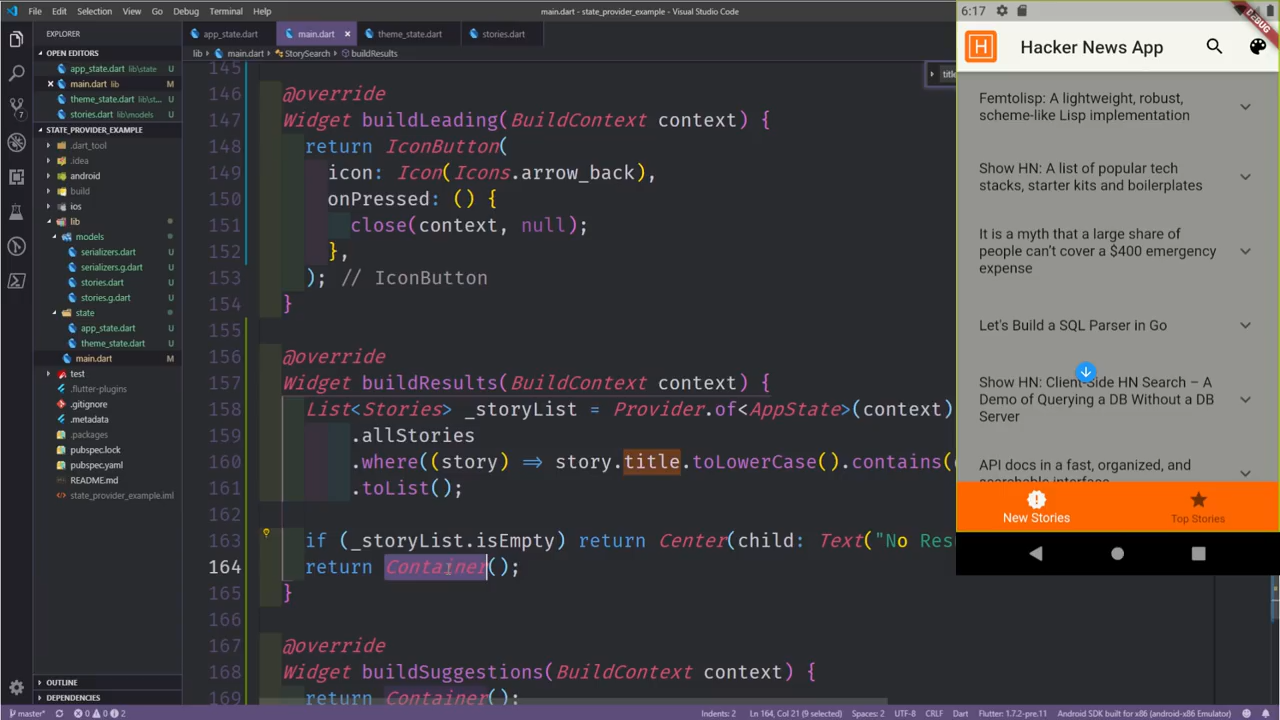 File Edit Selection View Go Debug Terminal Help
main.dart - state_provider_example - Visual Studio Code
EXPLORER
OPEN EDITORS
app_state.dart lib\state U
main.dart lib M
theme_state.dart lib\st... U
stories.dart lib\models U
STATE_PROVIDER_EXAMPLE
.dart_tool
.idea
android
build
ios
lib
models
serializers.dart U
serializers.g.dart U
stories.dart U
stories.g.dart U
state
app_state.dart U
theme_state.dart U
main.dart M
test
.flutter-plugins
.gitignore
.metadata
.packages
pubspec.lock
pubspec.yaml
README.md
state_provider_example.iml
OUTLINE
DEPENDENCIES
7
app_state.dart main.dart theme_state.dart stories.dart
lib main.dart StorySearch buildResults
145
146 @override
147 Widget buildLeading(BuildContext context) {
148 return IconButton(
149 icon: Icon(Icons.arrow_back),
150 onPressed: () {
151 close(context, null);
152 },
153 ); // IconButton
154 }
155
156 @override
157 Widget buildResults(BuildContext context) {
158 List<Stories> _storyList = Provider.of<AppState>(context)
159 .allStories
160 .where((story) => story.title.toLowerCase().contains(
161 .toList();
162
163 if (_storyList.isEmpty) return Center(child: Text("No Res
164 return Container();
165 }
166
167 @override
168 Widget buildSuggestions(BuildContext context) {
169 return Container();
titl
6:17
DEBUG
H
Hacker News App
Femtolisp: A lightweight, robust,
scheme-like Lisp implementation
Show HN: A list of popular tech
stacks, starter kits and boilerplates
It is a myth that a large share of
people can't cover a $400 emergency
expense
Let's Build a SQL Parser in Go
Show HN: Client-Side HN Search – A
Demo of Querying a DB Without a DB
Server
API docs in a fast, organized, and
searchable interface
New Stories
Top Stories
master* 0 0 2
Indents: 2 Ln 164, Col 21 (9 selected) Spaces: 2 UTF-8 CRLF Dart Flutter: 1.7.2-pre.11 Android SDK built for x86 (android-x86 Emulator)